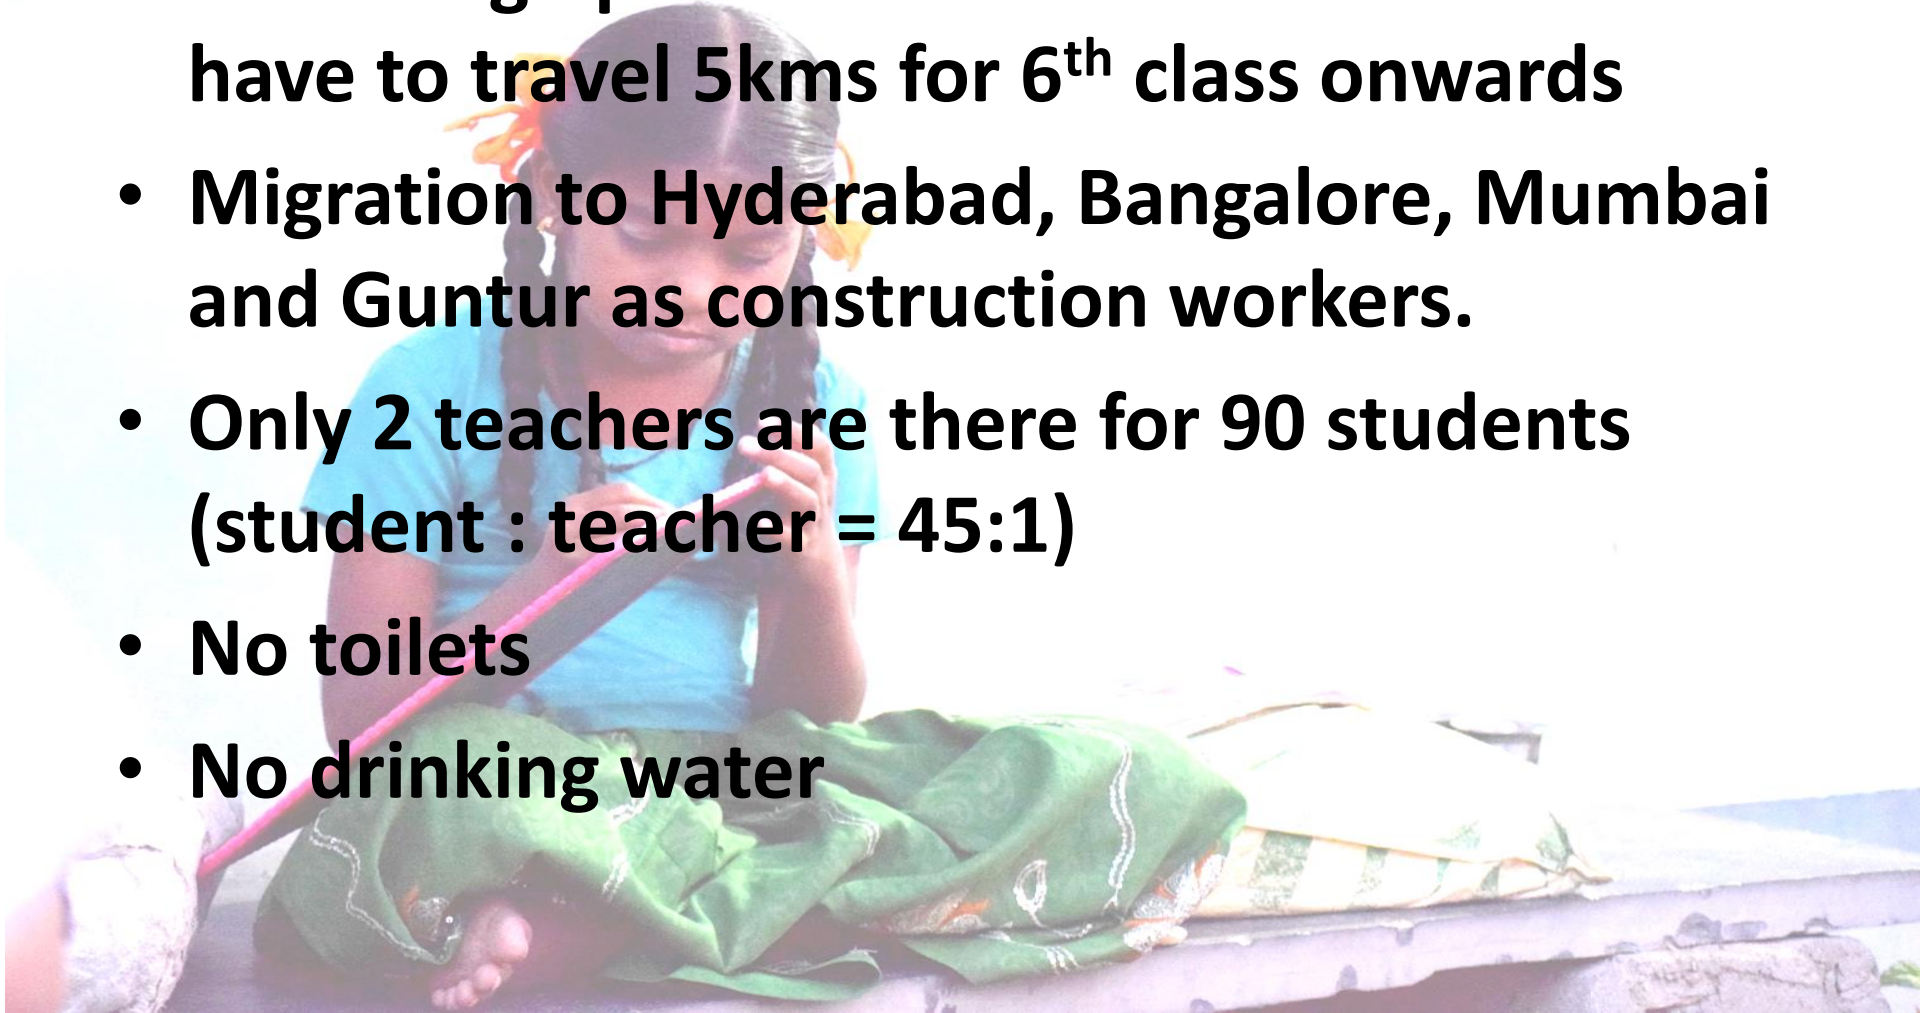 have to travel 5kms for 6th class onwards
• Migration to Hyderabad, Bangalore, Mumbai
and Guntur as construction workers.
• Only 2 teachers are there for 90 students
(student : teacher = 45:1)
• No toilets
• No drinking water